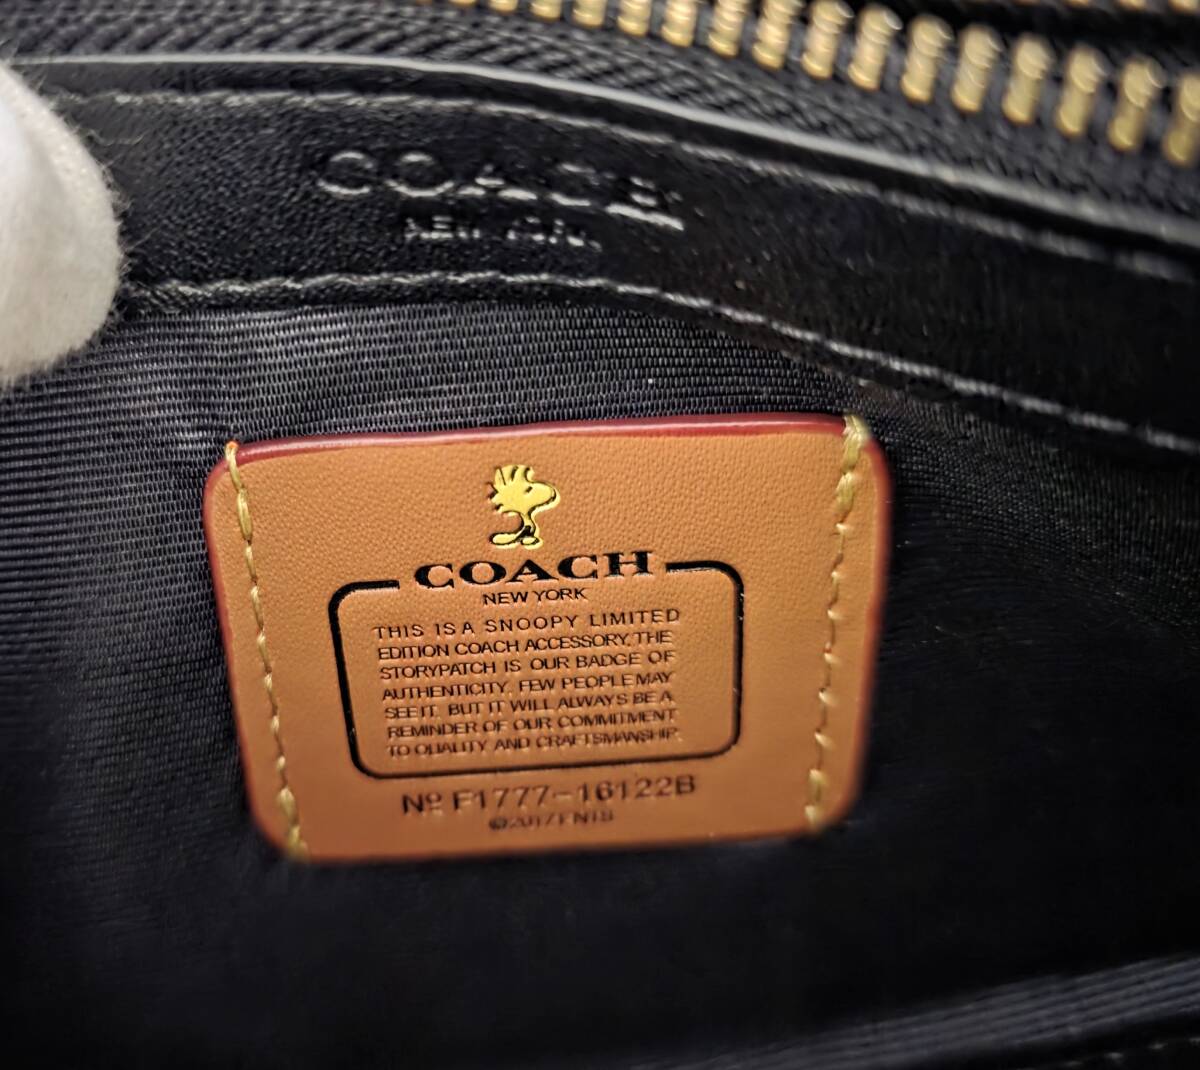 COACH
NEW YORK
COACH
NEW YORK
THIS IS A SNOOPY LIMITED
EDITION COACH ACCESSORY, THE
STORYPATCH IS OUR BADGE OF
AUTHENTICITY. FEW PEOPLE MAY
SEE IT. BUT IT WILL ALWAYS BE A
REMINDER OF OUR COMMITMENT
TO QUALITY AND CRAFTSMANSHIP.
Nº F1777-16122B
©2017 PNTS